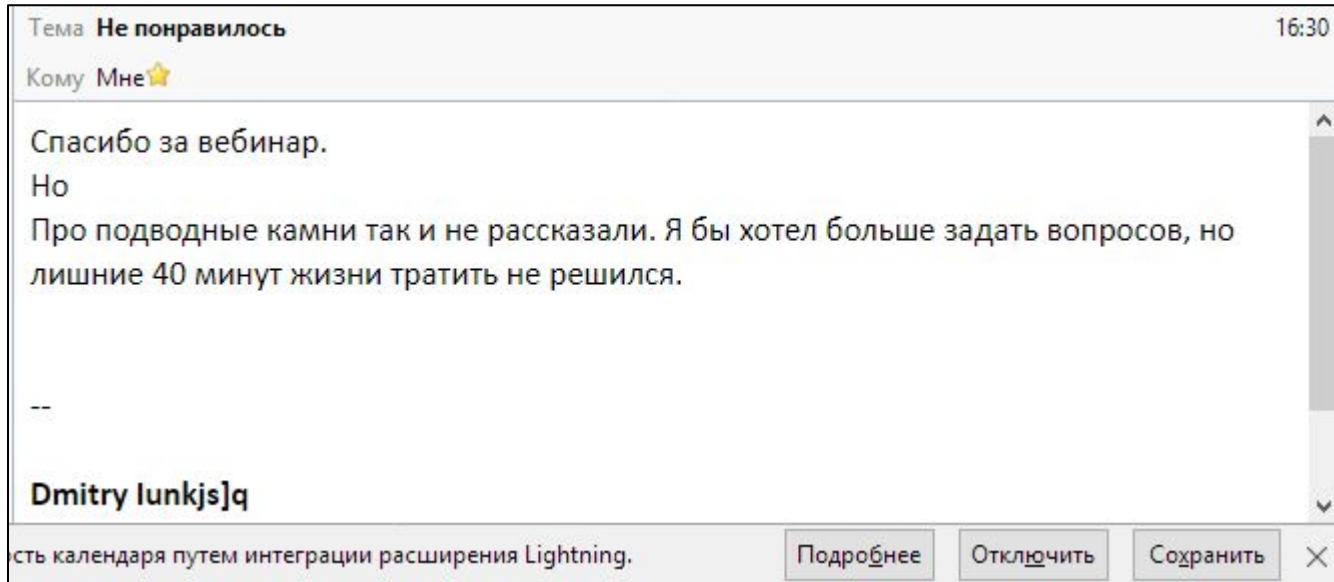 Тема Не понравилось 16:30
Кому Мне
Спасибо за вебинар.
Но
Про подводные камни так и не рассказали. Я бы хотел больше задать вопросов, но
лишние 40 минут жизни тратить не решился.
--
Dmitry Iunkjs]q
сть календаря путем интеграции расширения Lightning. Подробнее Отключить Сохранить